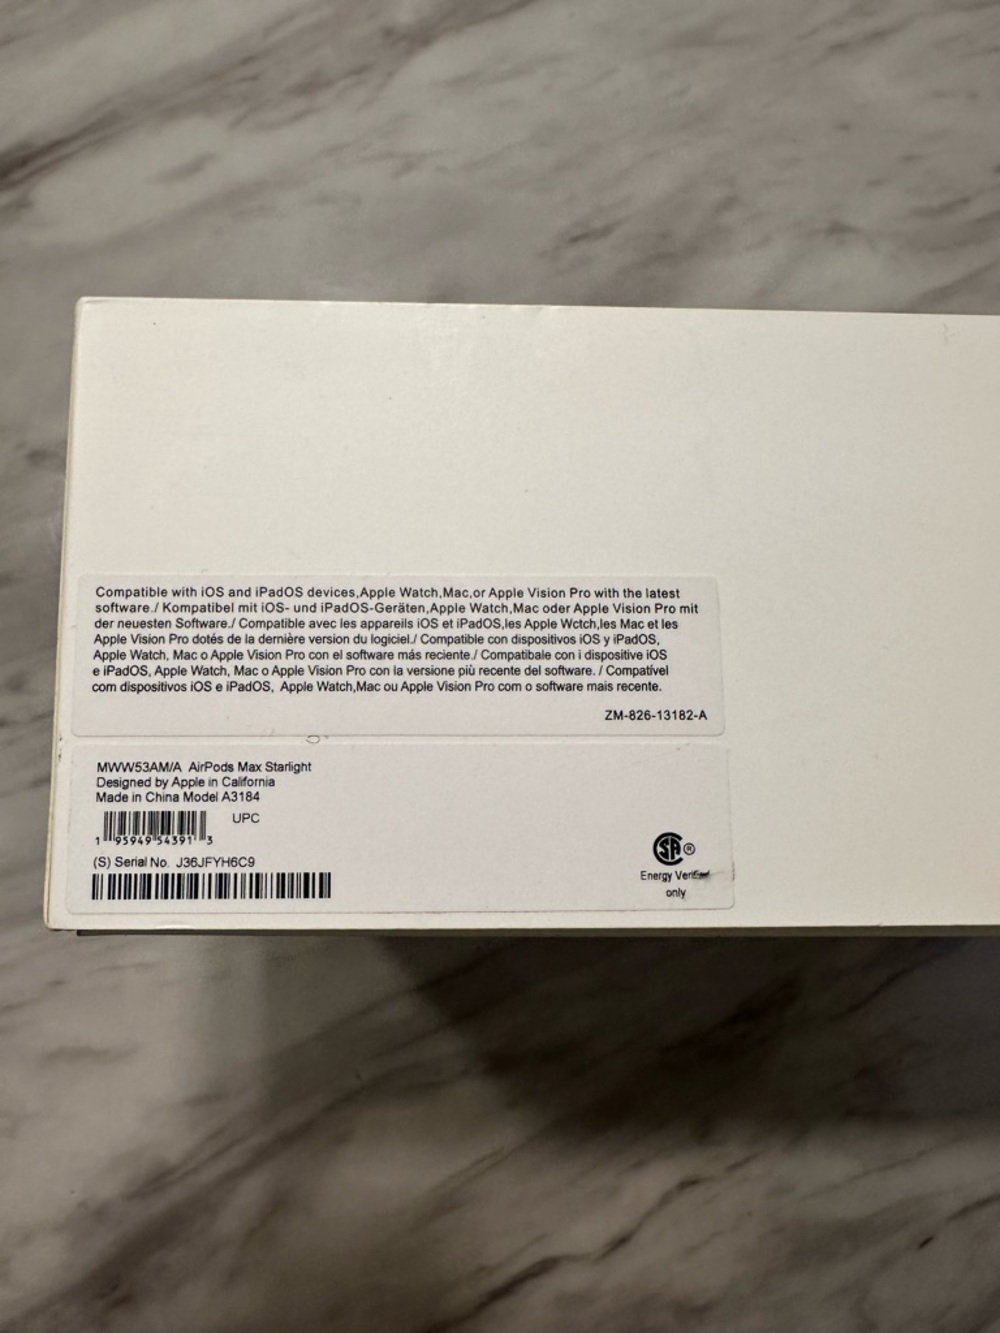 Compatible with iOS and iPadOS devices,Apple Watch,Mac,or Apple Vision Pro with the latest
software./ Kompatibel mit iOS- und iPadOS-Geräten,Apple Watch,Mac oder Apple Vision Pro mit
der neuesten Software./ Compatible avec les appareils iOS et iPadOS,les Apple Wctch,les Mac et les
Apple Vision Pro dotés de la dernière version du logiciel./ Compatible con dispositivos iOS y iPadOS,
Apple Watch, Mac o Apple Vision Pro con el software más reciente./ Compatibale con i dispositive iOS
e iPadOS, Apple Watch, Mac o Apple Vision Pro con la versione più recente del software. / Compatível
com dispositivos iOS e iPadOS, Apple Watch,Mac ou Apple Vision Pro com o software mais recente.
ZM-826-13182-A
MWW53AM/A AirPods Max Starlight
Designed by Apple in California
Made in China Model A3184
UPC
1 95949 54391 3
(S) Serial No. J36JFYH6C9
SA ®
Energy
only